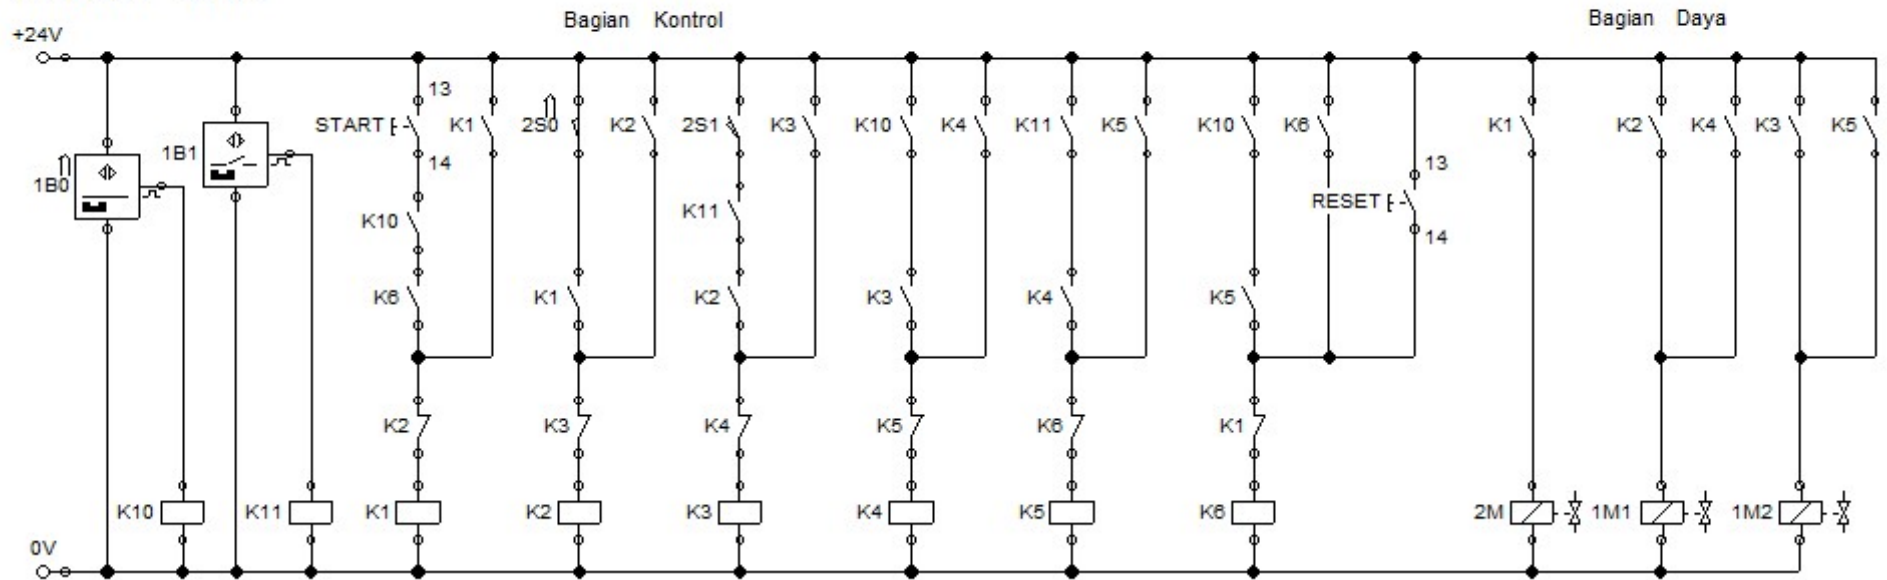 Bagian Kontrol
Bagian Daya
+24V
13
START K1 2S0 K2 2S1 K3 K10 K4 K11 K5 K10 K6 K1 K2 K4 K3 K5
1B1
14
13
1B0
K10 K11 RESET
14
K6 K1 K2 K3 K4 K5
K2 K3 K4 K5 K6 K1
K10 K11 K1 K2 K3 K4 K5 K6 2M 1M1 1M2
0V